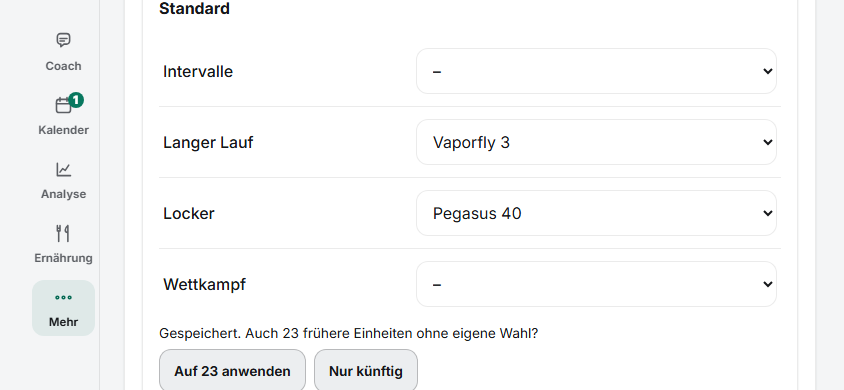 Standard
Coach
Intervalle
–
1
Kalender
Langer Lauf
Vaporfly 3
Analyse
Locker
Pegasus 40
Ernährung
Wettkampf
–
Mehr
Gespeichert. Auch 23 frühere Einheiten ohne eigene Wahl?
Auf 23 anwenden
Nur künftig